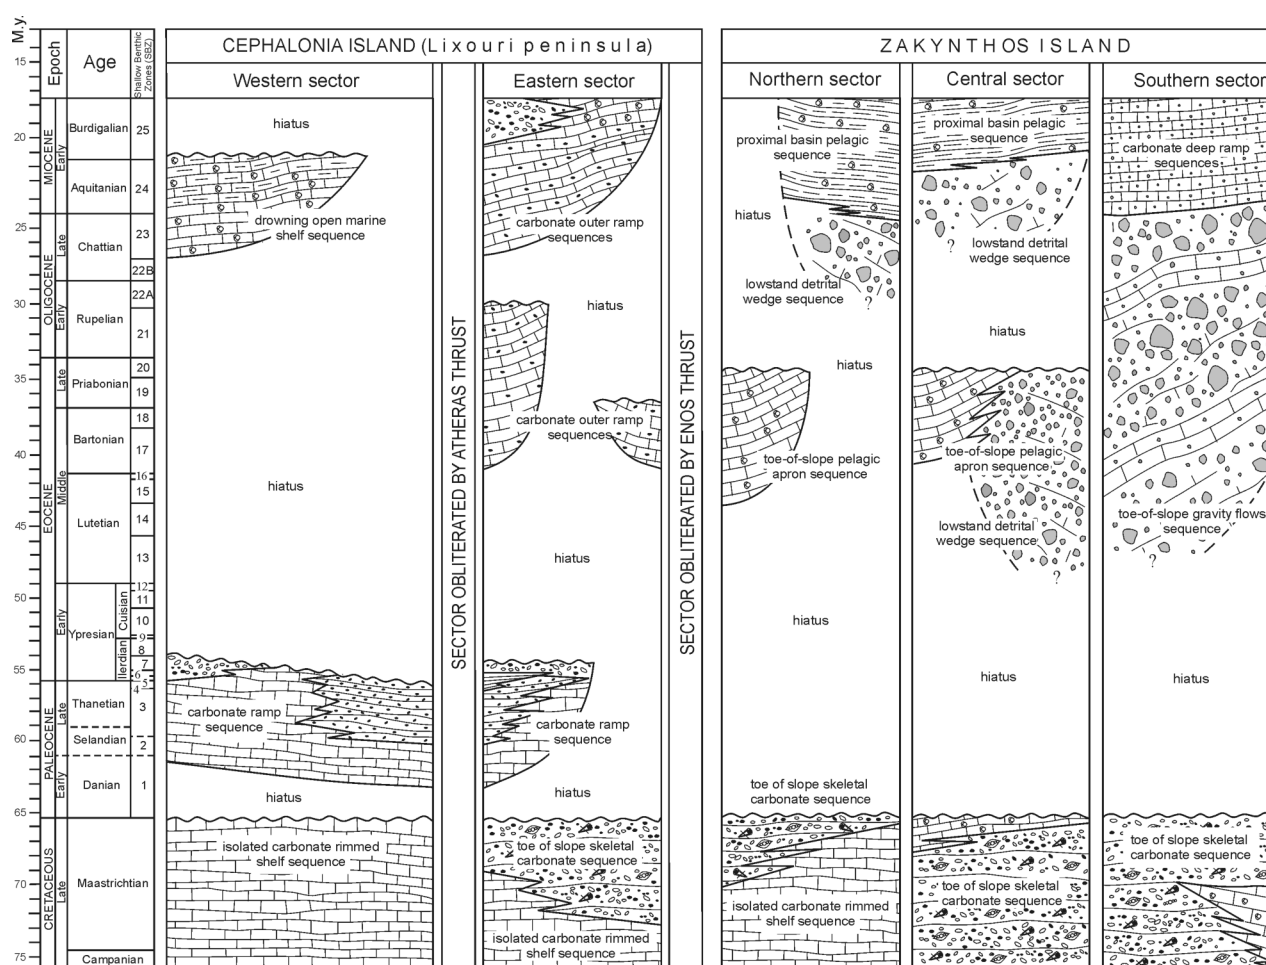 M.y.
Epoch
Age
Shallow Benthic
Zones (SBZ)
CEPHALONIA ISLAND (Lixouri peninsula)
ZAKYNTHOS ISLAND
Western sector
Eastern sector
Northern sector
Central sector
Southern sector
15
20
25
30
35
40
45
50
55
60
65
70
75
MIOCENE
Early
OLIGOCENE
Late
Early
EOCENE
Late
Middle
Early
PALEOCENE
Late
Early
CRETACEOUS
Late
Burdigalian
Aquitanian
Chattian
Rupelian
Priabonian
Bartonian
Lutetian
Ypresian
Cuisian
Ilerdian
Thanetian
Selandian
Danian
Maastrichtian
Campanian
25
24
23
22B
22A
21
20
19
18
17
16
15
14
13
12
11
10
9
8
7
6
5
4
3
2
1
hiatus
drowning open marine
shelf sequence
hiatus
carbonate ramp
sequence
hiatus
isolated carbonate rimmed
shelf sequence
SECTOR OBLITERATED BY ATHERAS THRUST
carbonate outer ramp
sequences
hiatus
carbonate outer ramp
sequences
hiatus
carbonate ramp
sequence
hiatus
toe of slope skeletal
carbonate sequence
isolated carbonate rimmed
shelf sequence
SECTOR OBLITERATED BY ENOS THRUST
proximal basin pelagic
sequence
hiatus
lowstand detrital
wedge sequence
?
hiatus
toe-of-slope pelagic
apron sequence
hiatus
toe of slope skeletal
carbonate sequence
isolated carbonate rimmed
shelf sequence
proximal basin pelagic
sequence
?
lowstand detrital
wedge sequence
hiatus
toe-of-slope pelagic
apron sequence
lowstand detrital
wedge sequence
?
hiatus
toe of slope skeletal
carbonate sequence
carbonate deep ramp
sequences
toe-of-slope gravity flows
sequence
?
hiatus
toe of slope skeletal
carbonate sequence